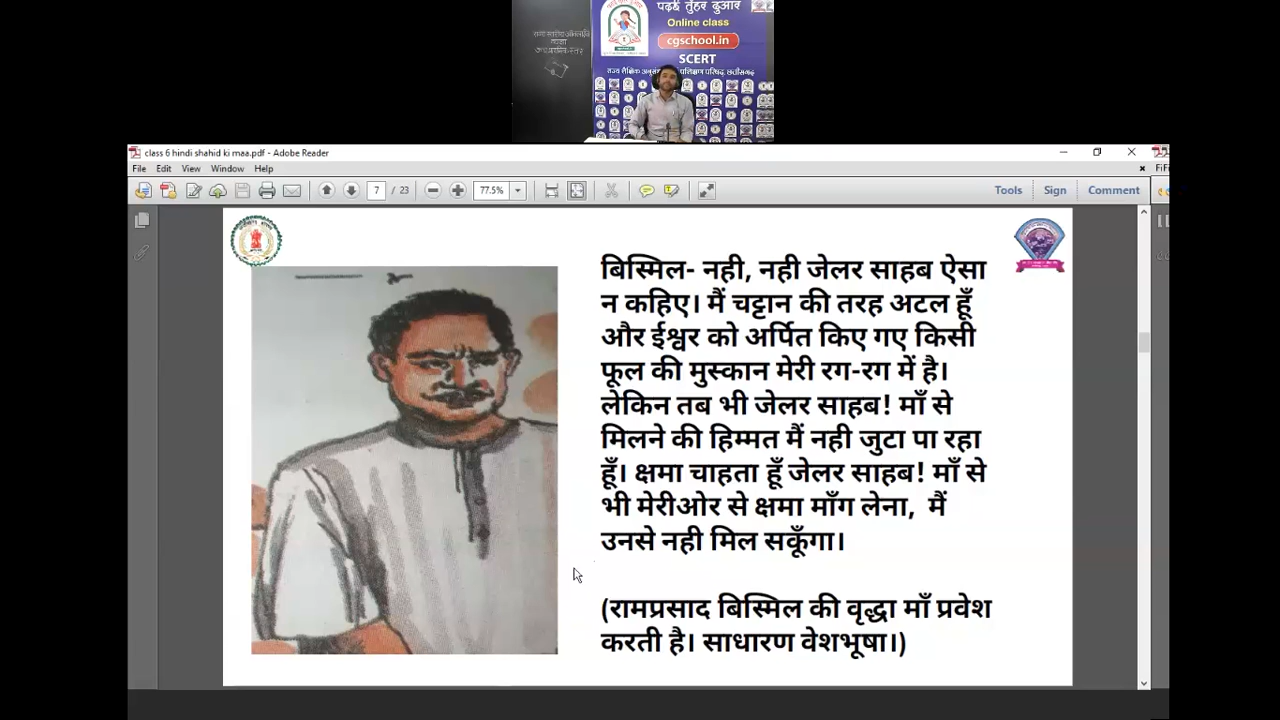 पढ़ई तुंहर दुआर
Online class
cgschool.in
SCERT
class 6 hindi shahid ki maa.pdf - Adobe Reader
File Edit View Window Help
7 / 23 77.5% Tools Sign Comment
बिस्मिल- नही, नही जेलर साहब ऐसा
न कहिए। मैं चट्टान की तरह अटल हूँ
और ईश्वर को अर्पित किए गए किसी
फूल की मुस्कान मेरी रग-रग में है।
लेकिन तब भी जेलर साहब! माँ से
मिलने की हिम्मत मैं नही जुटा पा रहा
हूँ। क्षमा चाहता हूँ जेलर साहब! माँ से
भी मेरीओर से क्षमा माँग लेना, मैं
उनसे नही मिल सकूँगा।
(रामप्रसाद बिस्मिल की वृद्धा माँ प्रवेश
करती है। साधारण वेशभूषा।)